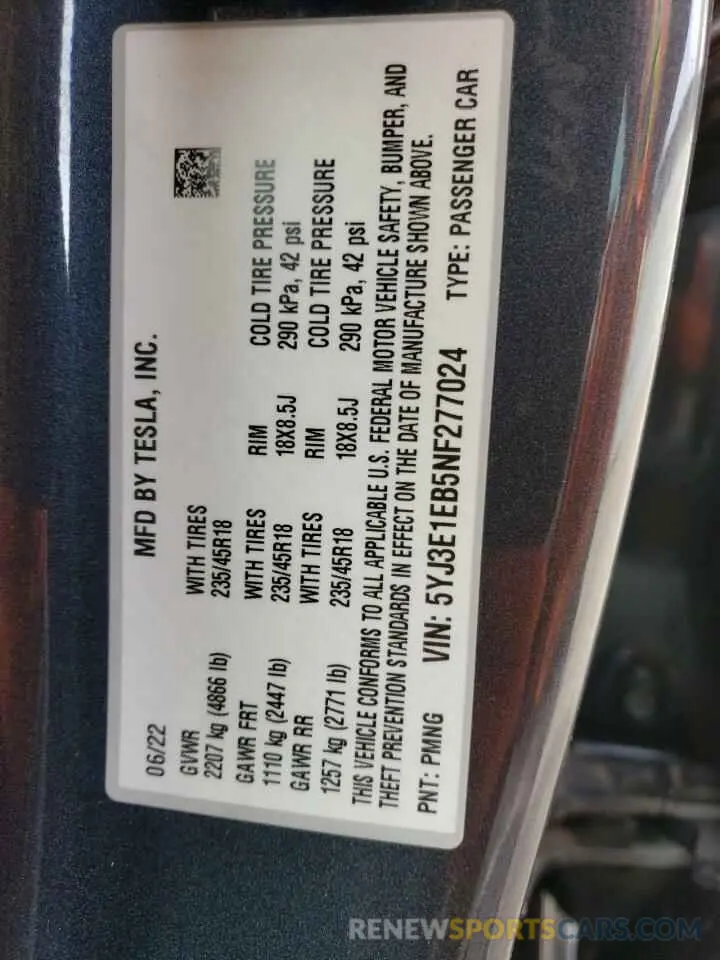 MFD BY TESLA, INC.
06/22
GVWR WITH TIRES
2207 kg (4866 lb) 235/45R18
GAWR FRT WITH TIRES RIM COLD TIRE PRESSURE
1110 kg (2447 lb) 235/45R18 18X8.5J 290 kPa, 42 psi
GAWR RR WITH TIRES RIM COLD TIRE PRESSURE
1257 kg (2771 lb) 235/45R18 18X8.5J 290 kPa, 42 psi
THIS VEHICLE CONFORMS TO ALL APPLICABLE U.S. FEDERAL MOTOR VEHICLE SAFETY, BUMPER, AND
THEFT PREVENTION STANDARDS IN EFFECT ON THE DATE OF MANUFACTURE SHOWN ABOVE.
PNT: PMNG VIN: 5YJ3E1EB5NF277024 TYPE: PASSENGER CAR
RENEWSPORTSCARS.COM